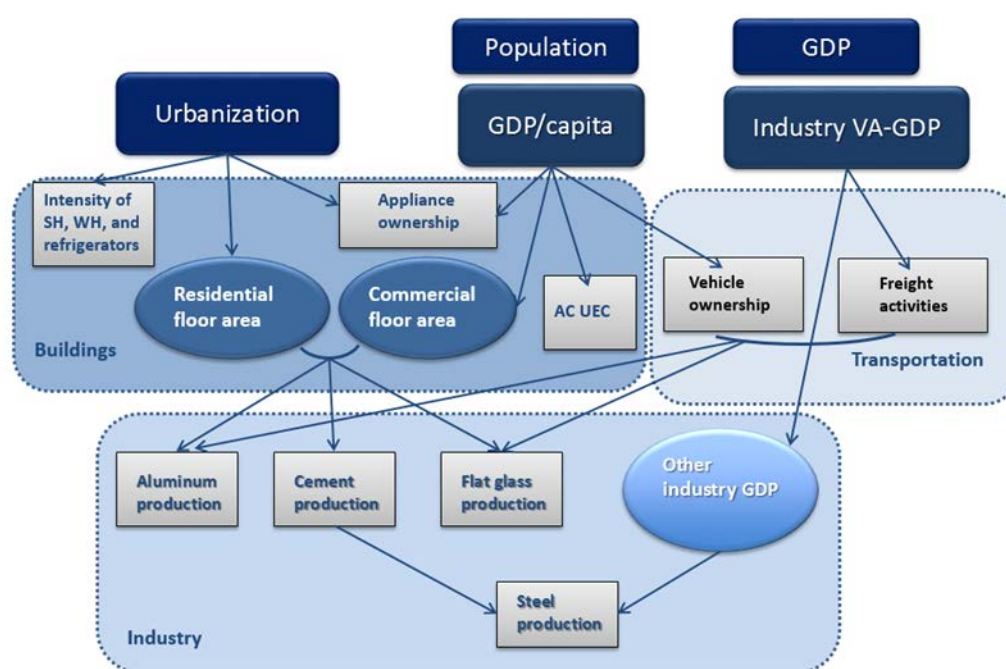 Population
GDP
Urbanization
GDP/capita
Industry VA-GDP
Intensity of
SH, WH, and
refrigerators
Appliance
ownership
Residential
floor area
Commercial
floor area
AC UEC
Vehicle
ownership
Freight
activities
Buildings
Transportation
Aluminum
production
Cement
production
Flat glass
production
Other
industry GDP
Steel
production
Industry